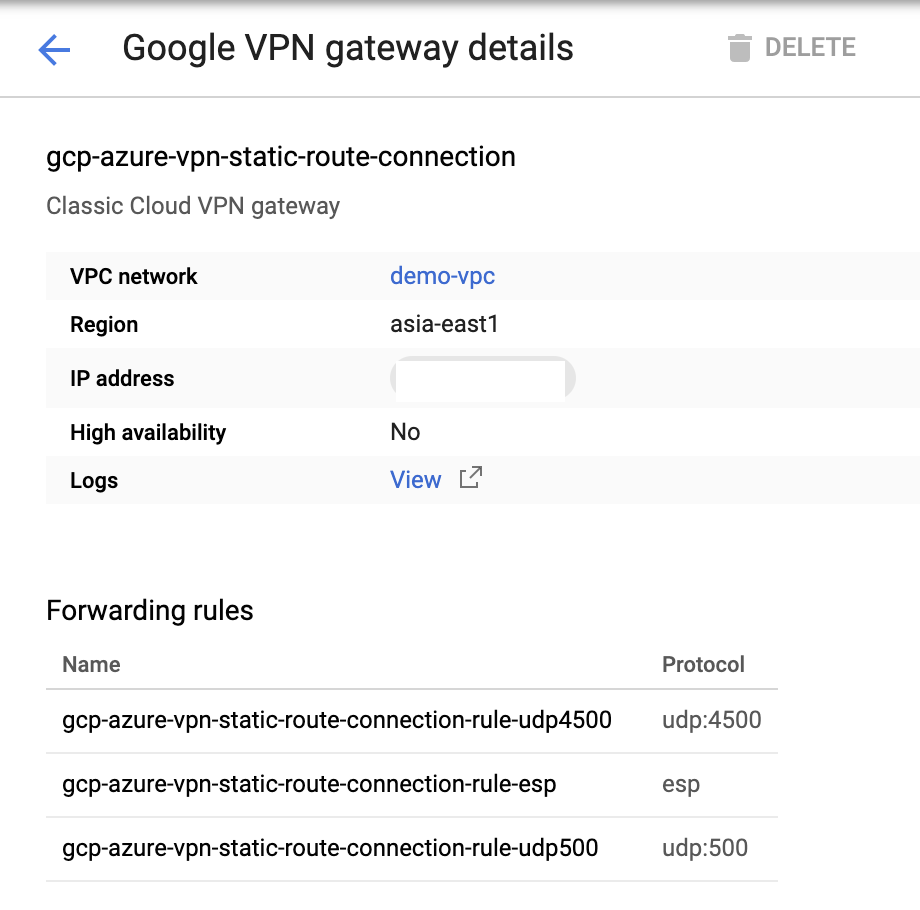 Google VPN gateway details
DELETE
gcp-azure-vpn-static-route-connection
Classic Cloud VPN gateway
VPC network demo-vpc
Region asia-east1
IP address
High availability No
Logs View
Forwarding rules
Name Protocol
gcp-azure-vpn-static-route-connection-rule-udp4500 udp:4500
gcp-azure-vpn-static-route-connection-rule-esp esp
gcp-azure-vpn-static-route-connection-rule-udp500 udp:500